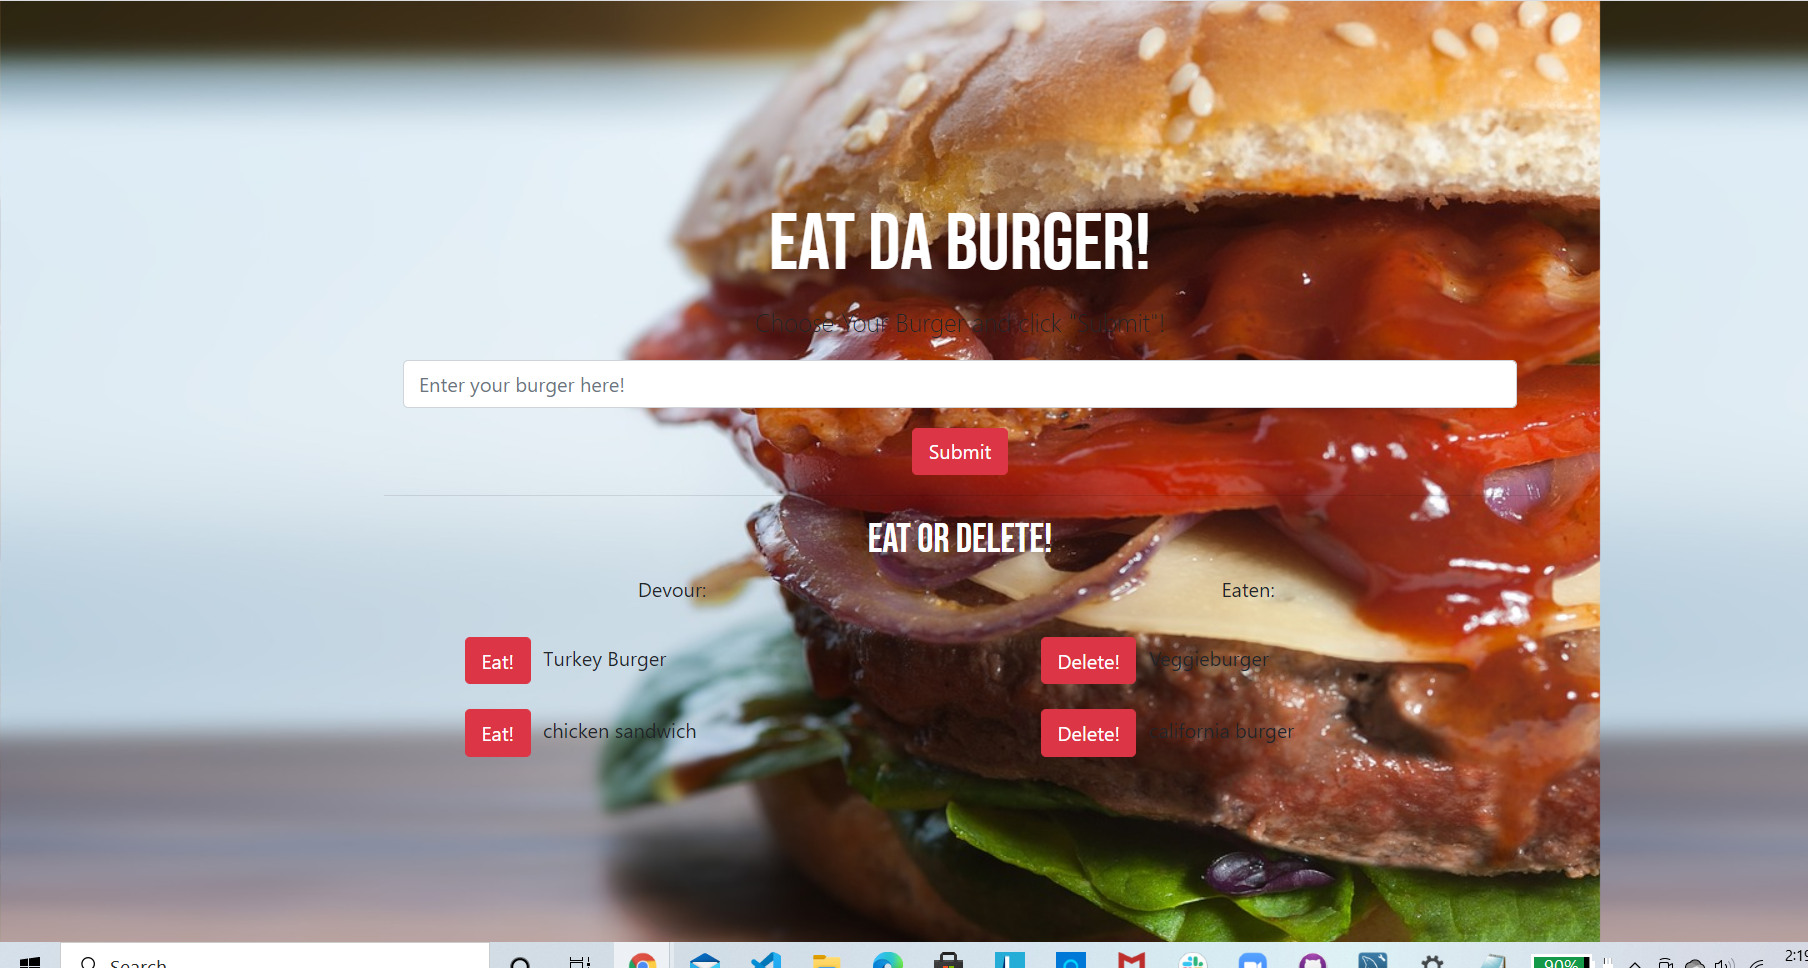 EAT DA BURGER!
Choose Your Burger and click "Submit"!
Enter your burger here!
Submit
EAT OR DELETE!
Devour:
Eaten:
Eat! Turkey Burger
Delete! Veggieburger
Eat! chicken sandwich
Delete! california burger
Search
90%
2:19